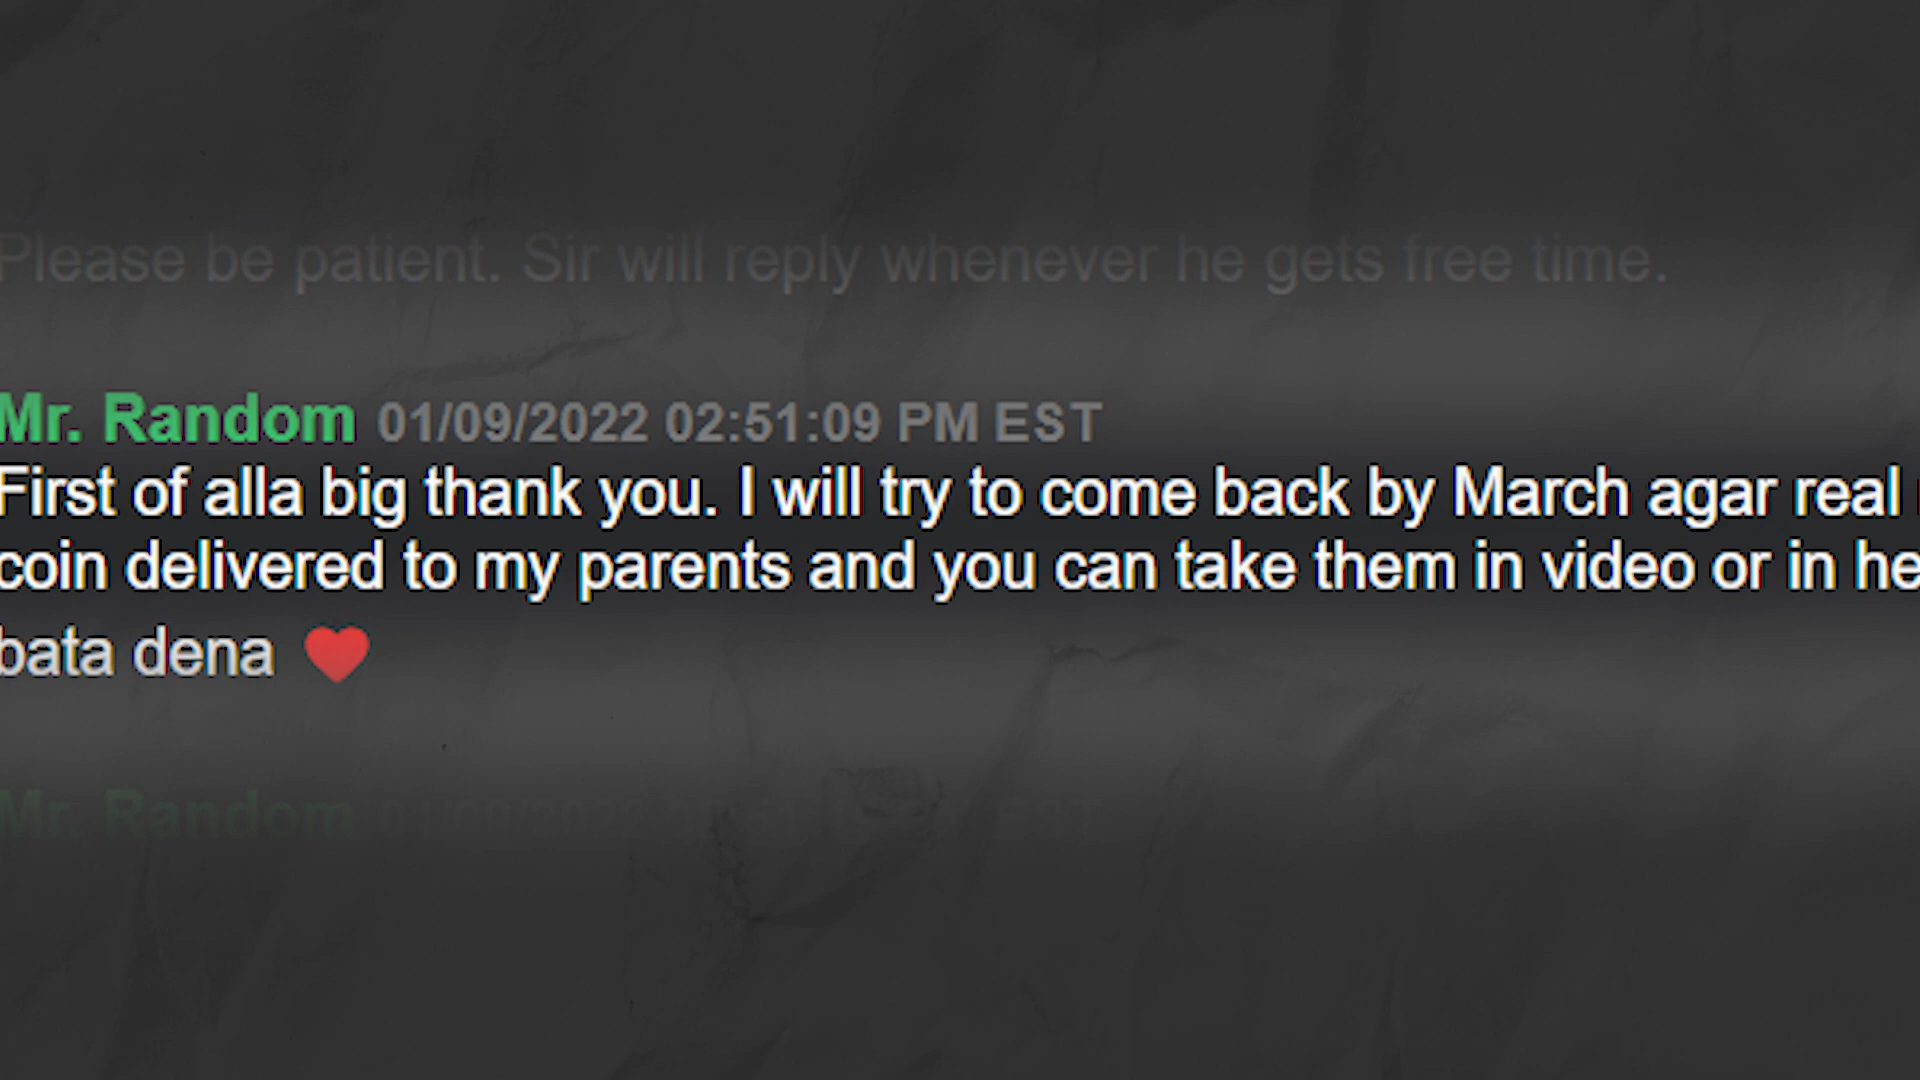 Please be patient. Sir will reply whenever he gets free time.
Mr. Random 01/09/2022 02:51:09 PM EST
First of alla big thank you. I will try to come back by March agar real
coin delivered to my parents and you can take them in video or in
bata dena ❤️
Mr. Random